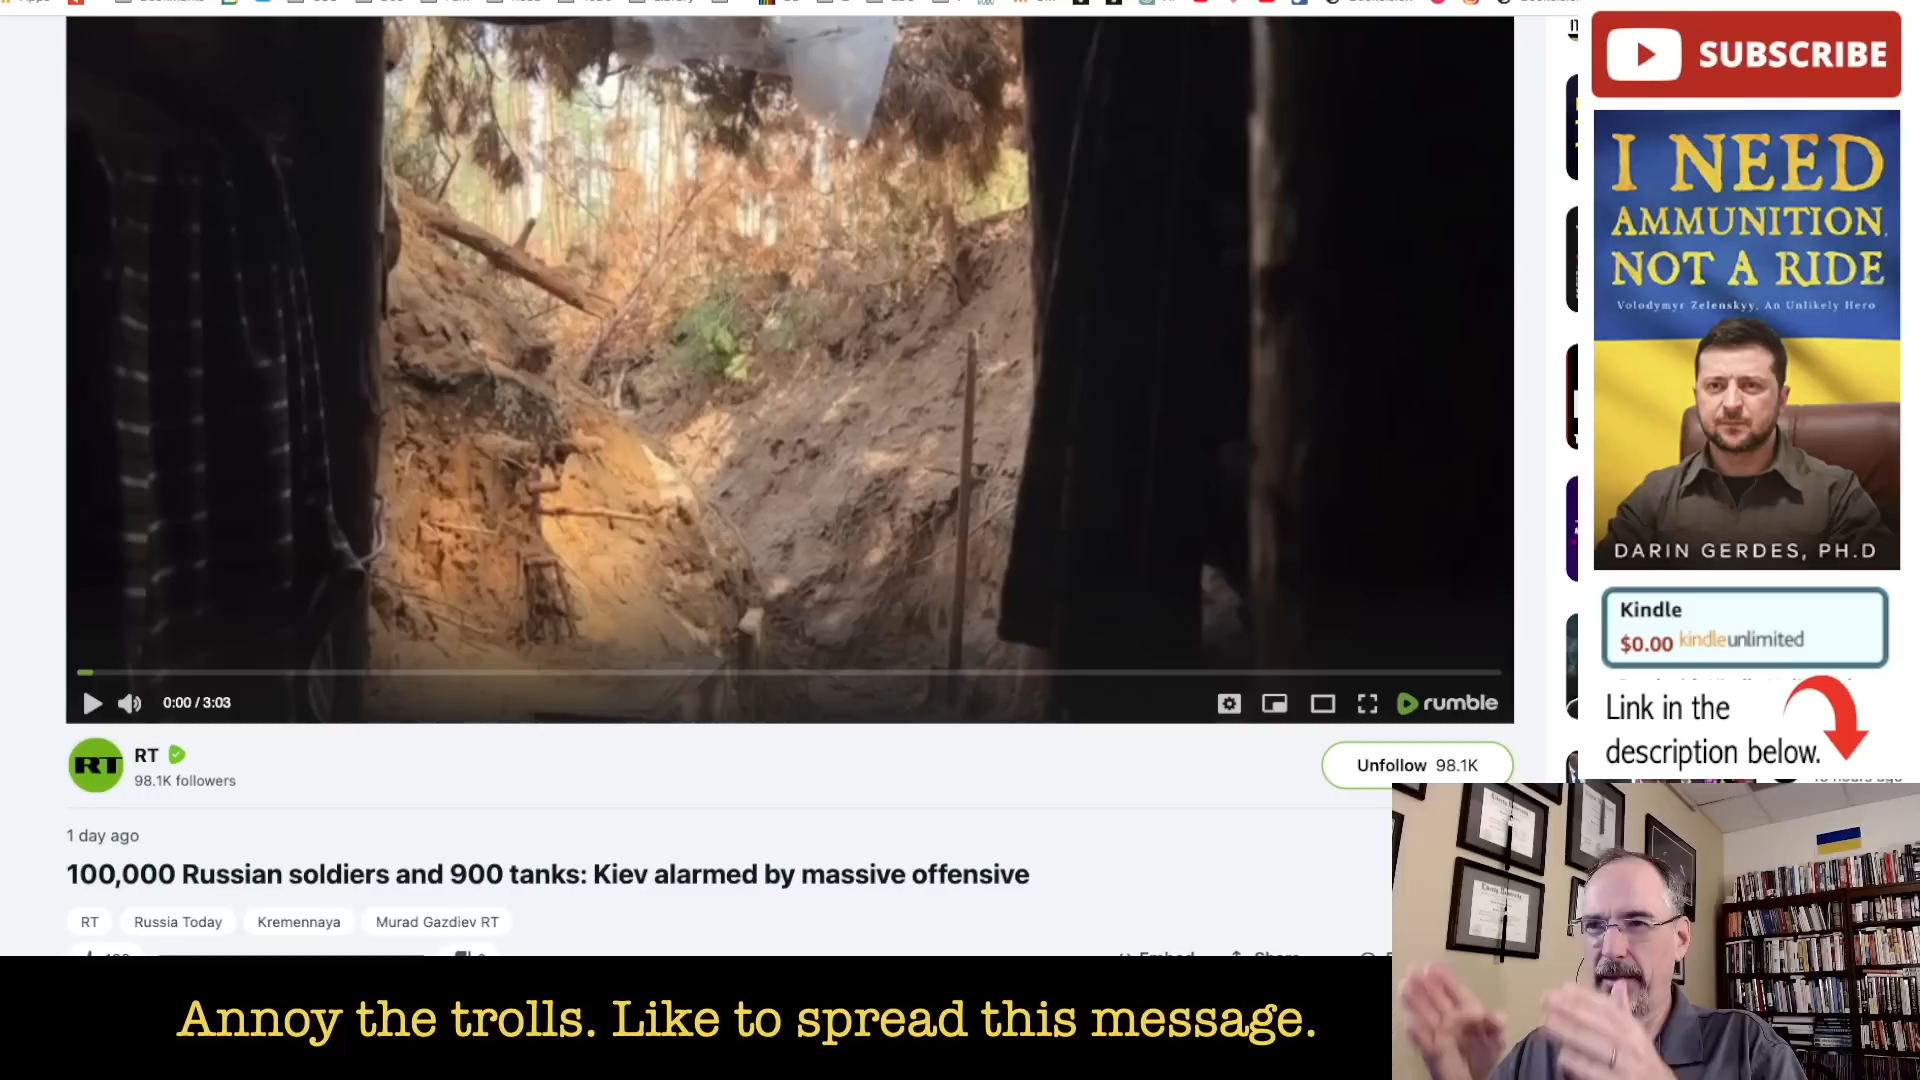 SUBSCRIBE
I NEED
AMMUNITION,
NOT A RIDE
Volodymyr Zelenskyy, An Unlikely Hero
DARIN GERDES, PH.D
Kindle
$0.00 kindleunlimited
Link in the
description below.
0:00 / 3:03
rumble
RT
RT
98.1K followers
Unfollow 98.1K
1 day ago
100,000 Russian soldiers and 900 tanks: Kiev alarmed by massive offensive
RT
Russia Today
Kremennaya
Murad Gazdiev RT
Annoy the trolls. Like to spread this message.